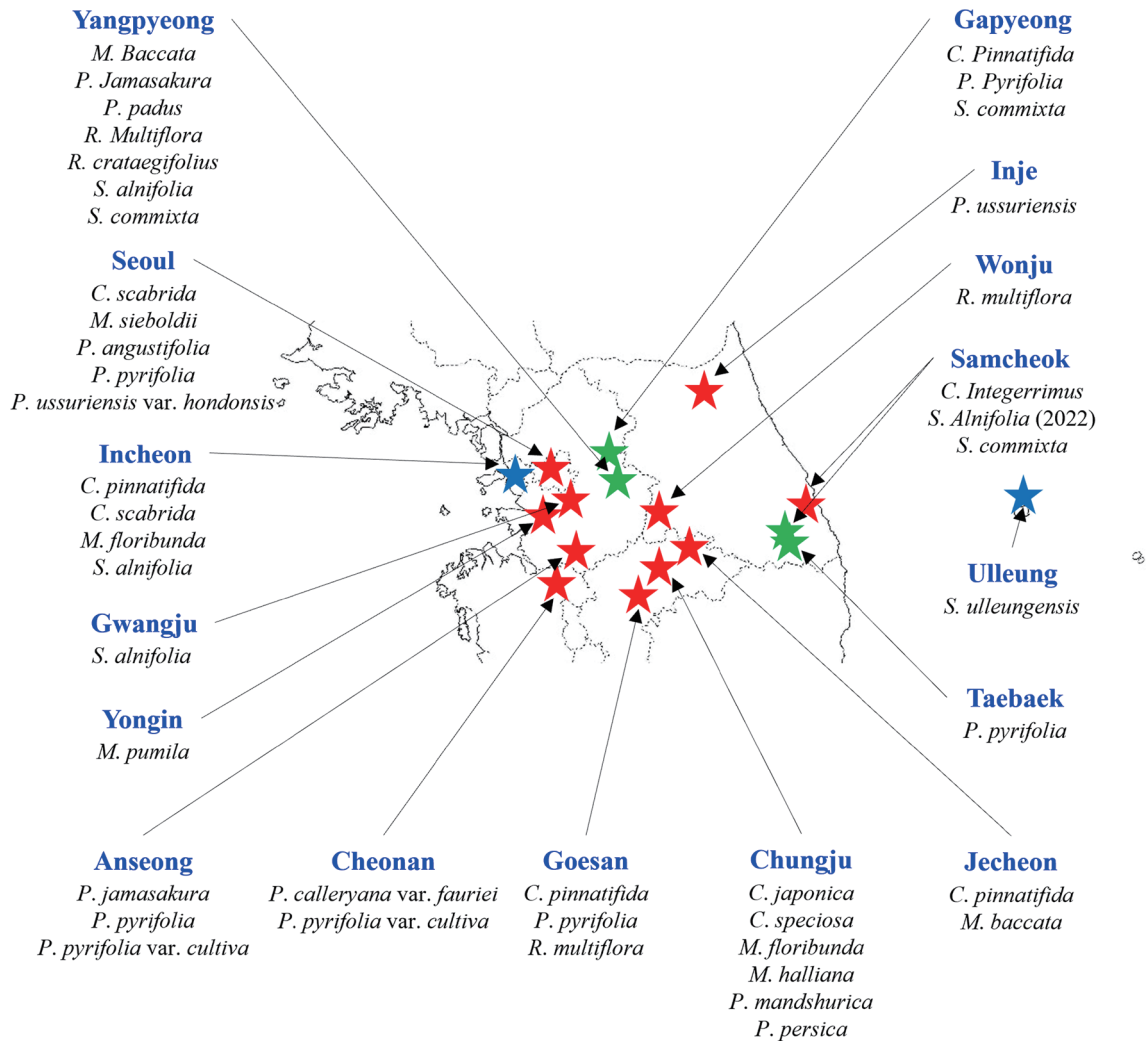 Yangpyeong
M. Baccata
P. Jamasakura
P. padus
R. Multiflora
R. crataegifolius
S. alnifolia
S. commixta
Seoul
C. scabrida
M. sieboldii
P. angustifolia
P. pyrifolia
P. ussuriensis var. hondonsis
Incheon
C. pinnatifida
C. scabrida
M. floribunda
S. alnifolia
Gwangju
S. alnifolia
Yongin
M. pumila
Anseong
P. jamasakura
P. pyrifolia
P. pyrifolia var. cultiva
Cheonan
P. calleryana var. fauriei
P. pyrifolia var. cultiva
Goesan
C. pinnatifida
P. pyrifolia
R. multiflora
Chungju
C. japonica
C. speciosa
M. floribunda
M. halliana
P. mandshurica
P. persica
Jecheon
C. pinnatifida
M. baccata
Gapyeong
C. Pinnatifida
P. Pyrifolia
S. commixta
Inje
P. ussuriensis
Wonju
R. multiflora
Samcheok
C. Integerrimus
S. Alnifolia (2022)
S. commixta
Ulleung
S. ulleungensis
Taebaek
P. pyrifolia